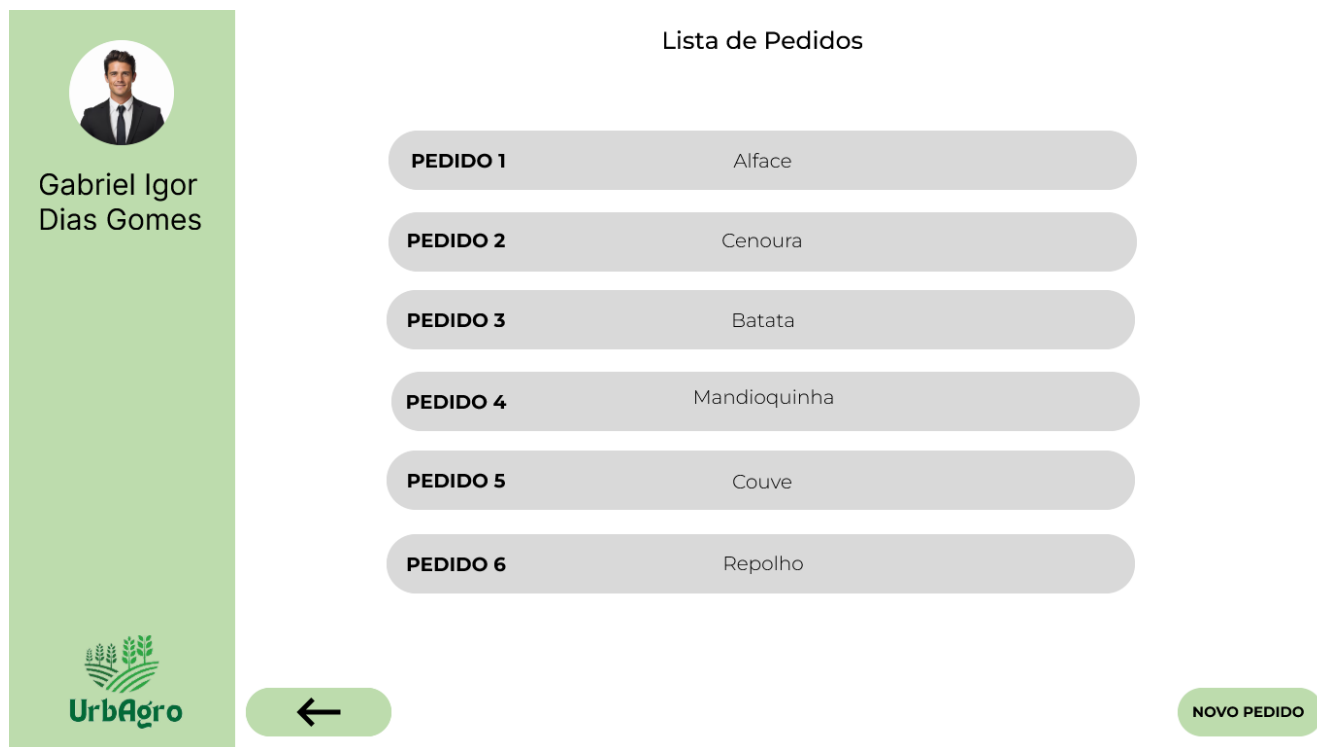 Lista de Pedidos
Gabriel Igor
Dias Gomes
PEDIDO 1 Alface
PEDIDO 2 Cenoura
PEDIDO 3 Batata
PEDIDO 4 Mandioquinha
PEDIDO 5 Couve
PEDIDO 6 Repolho
UrbAgro
NOVO PEDIDO